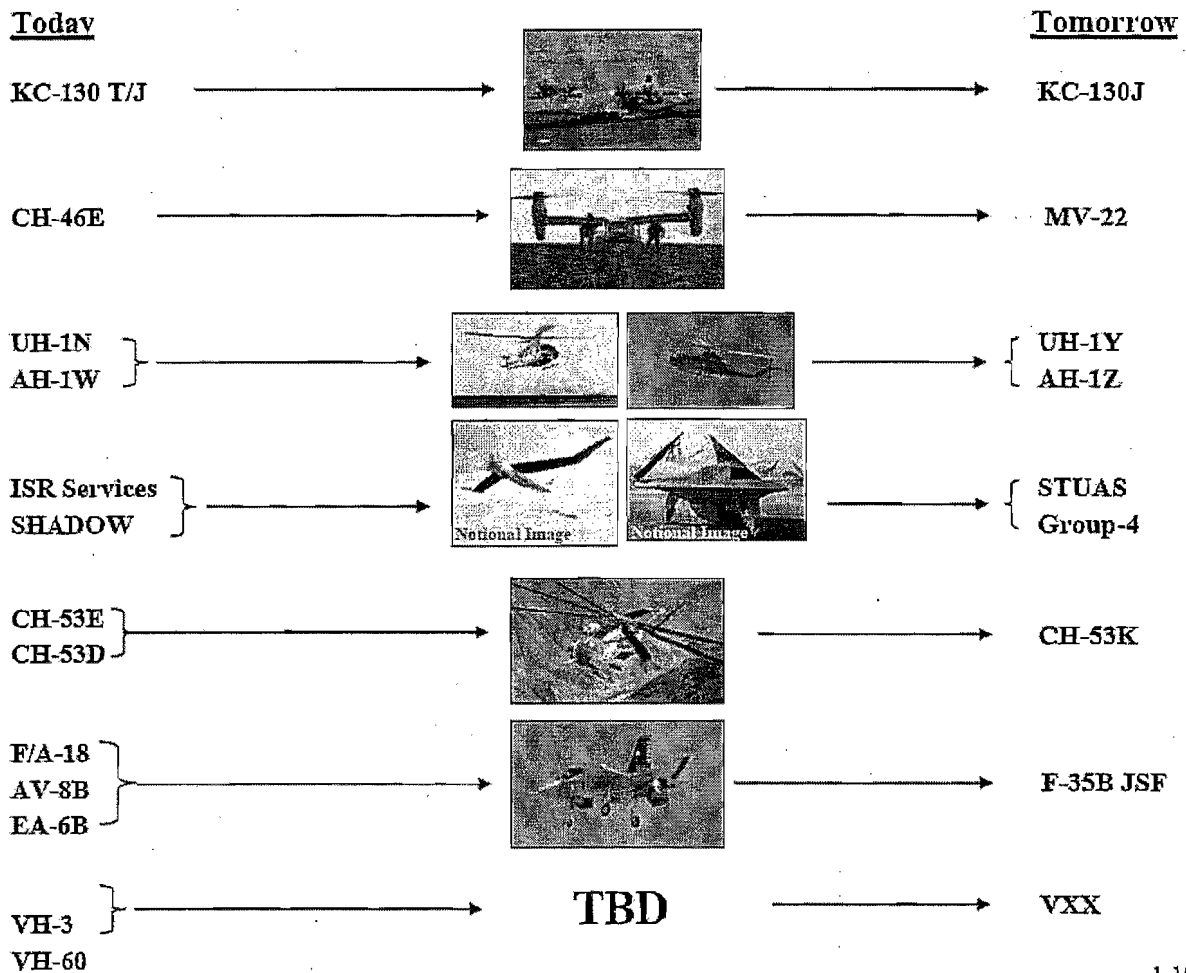 Today
Tomorrow
KC-130 T/J
KC-130J
CH-46E
MV-22
UH-1N
AH-1W
UH-1Y
AH-1Z
ISR Services
SHADOW
Notional Image
Notional Image
STUAS
Group-4
CH-53E
CH-53D
CH-53K
F/A-18
AV-8B
EA-6B
F-35B JSF
VH-3
VH-60
TBD
VXX